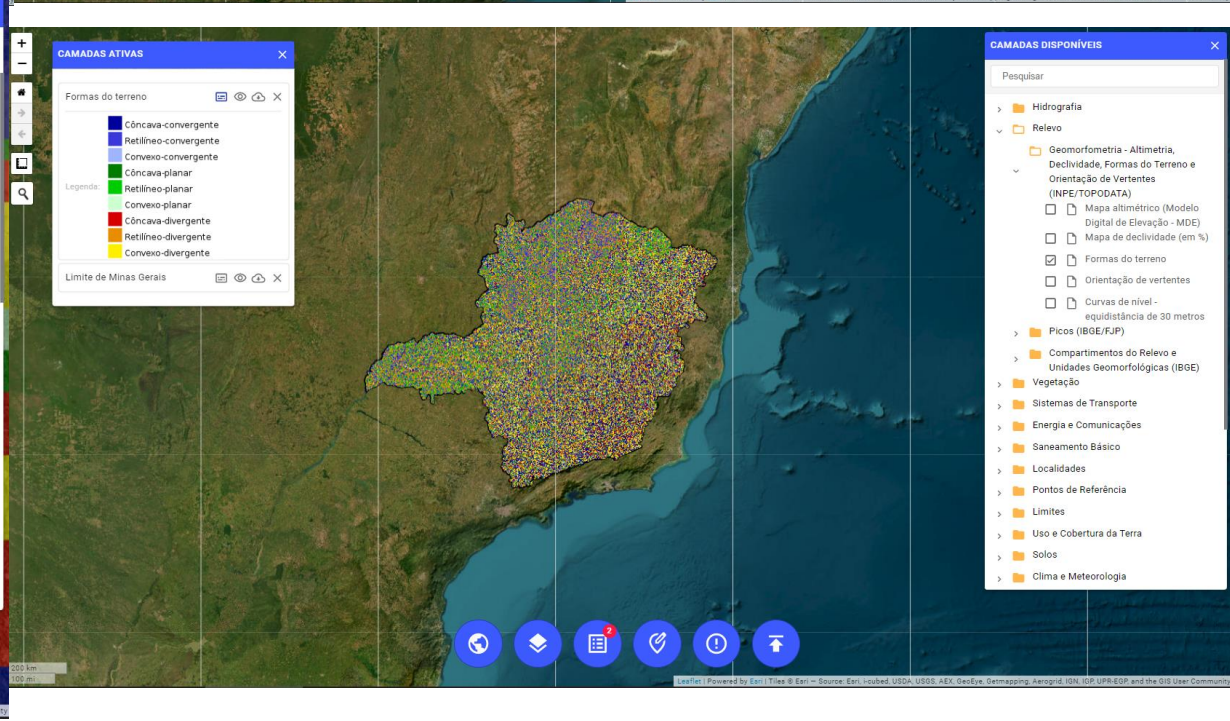 +
−
CAMADAS ATIVAS
Formas do terreno
Legenda:
Côncava-convergente
Retilíneo-convergente
Convexo-convergente
Côncava-planar
Retilíneo-planar
Convexo-planar
Côncava-divergente
Retilíneo-divergente
Convexo-divergente
Limite de Minas Gerais
CAMADAS DISPONÍVEIS
Pesquisar
Hidrografia
Relevo
Geomorfometria - Altimetria,
Declividade, Formas do Terreno e
Orientação de Vertentes
(INPE/TOPODATA)
Mapa altimétrico (Modelo
Digital de Elevação - MDE)
Mapa de declividade (em %)
Formas do terreno
Orientação de vertentes
Curvas de nível -
equidistância de 30 metros
Picos (IBGE/FJP)
Compartimentos do Relevo e
Unidades Geomorfológicas (IBGE)
Vegetação
Sistemas de Transporte
Energia e Comunicações
Saneamento Básico
Localidades
Pontos de Referência
Limites
Uso e Cobertura da Terra
Solos
Clima e Meteorologia
2
200 km
100 mi
Leaflet | Powered by Esri | Tiles © Esri — Source: Esri, i-cubed, USDA, USGS, AEX, GeoEye, Getmapping, Aerogrid, IGN, IGP, UPR-EGP, and the GIS User Community